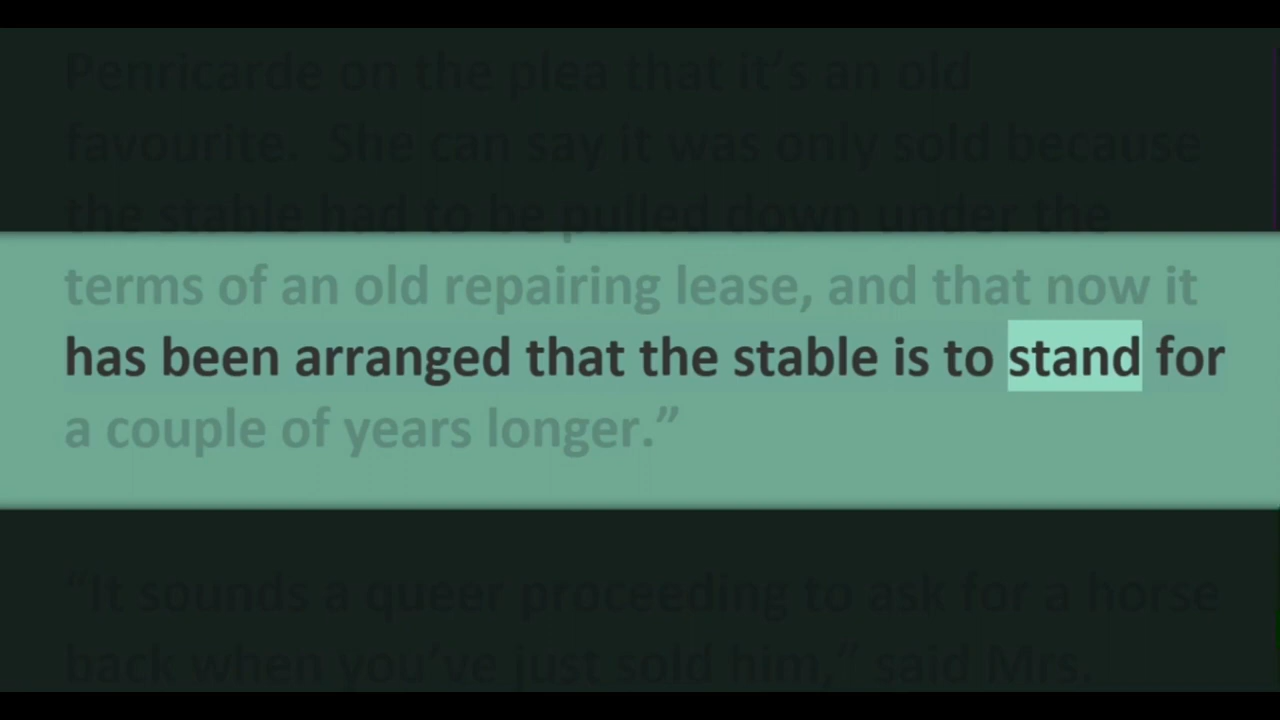 Penricarde on the plea that it’s an old
favourite.  She can say it was only sold because
the stable had to be pulled down under the
terms of an old repairing lease, and that now it
has been arranged that the stable is to stand for
a couple of years longer.”
“It sounds a queer proceeding to ask for a horse
back when you’ve just sold him,” said Mrs.